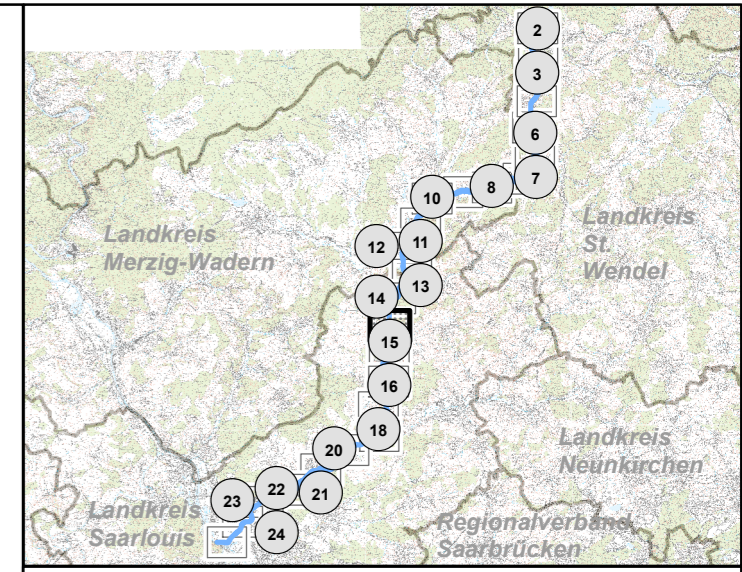 2
3
6
7
8
10
Landkreis
Merzig-Wadern
Landkreis
St.
Wendel
11
12
13
14
15
16
18
20
Landkreis
Neunkirchen
21
22
23
24
Landkreis
Saarlouis
Regionalverband
Saarbrücken